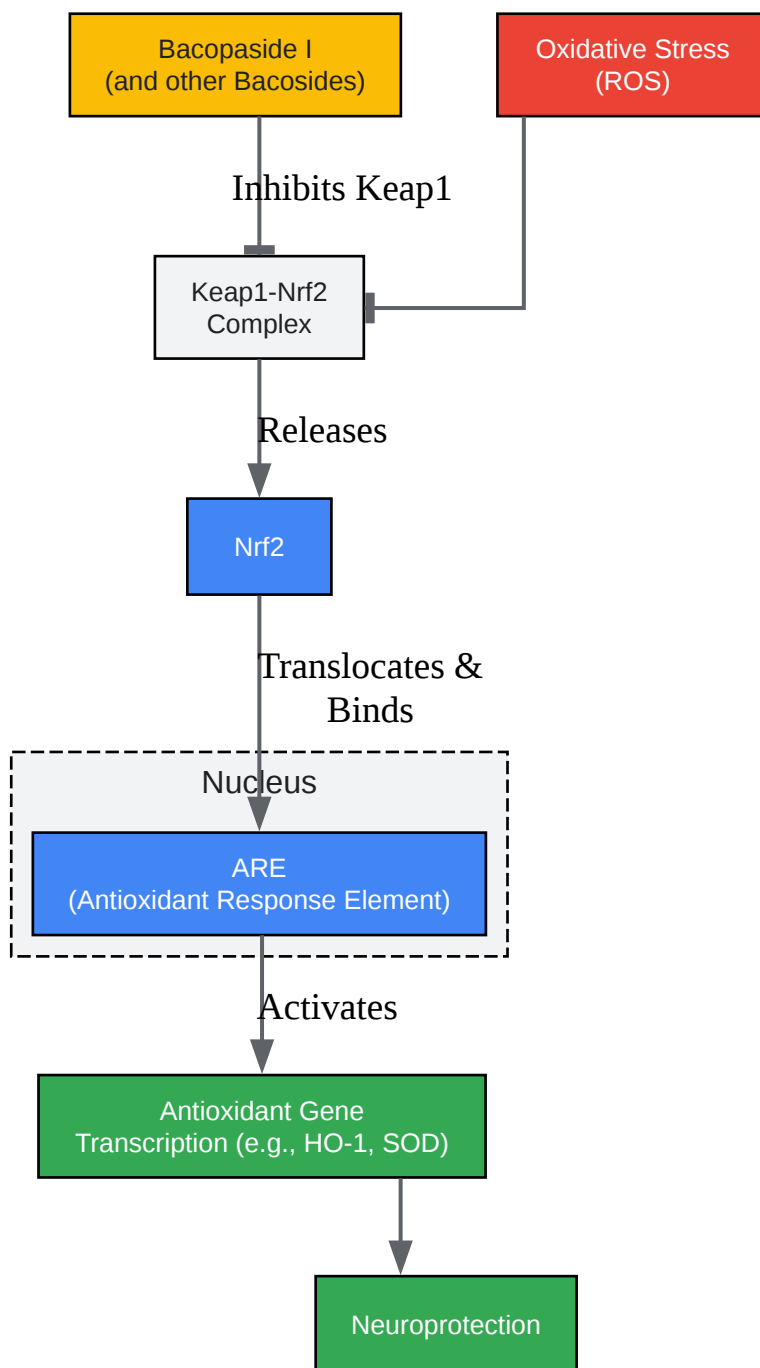 Bacopaside I
(and other Bacosides)
Oxidative Stress
(ROS)
Inhibits Keap1
Keap1-Nrf2
Complex
Releases
Nrf2
Translocates &
Binds
Nucleus
ARE
(Antioxidant Response Element)
Activates
Antioxidant Gene
Transcription (e.g., HO-1, SOD)
Neuroprotection